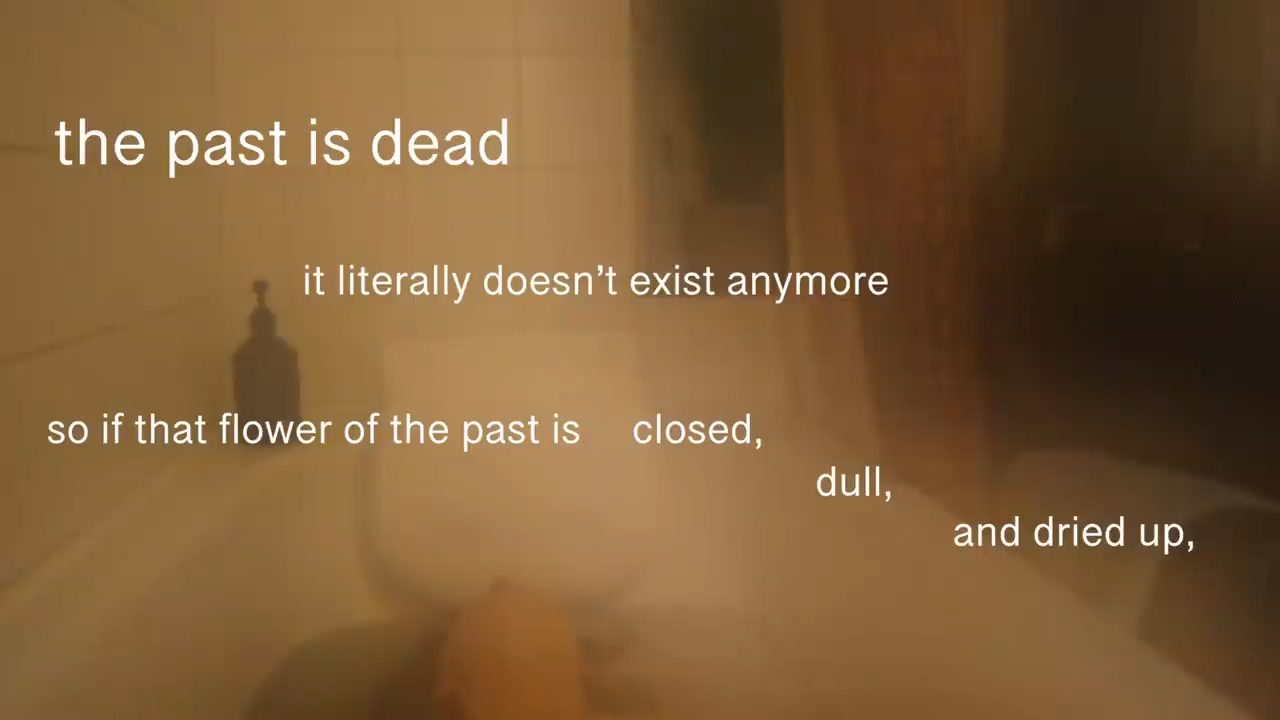 the past is dead
it literally doesn’t exist anymore
so if that flower of the past is closed,
dull,
and dried up,